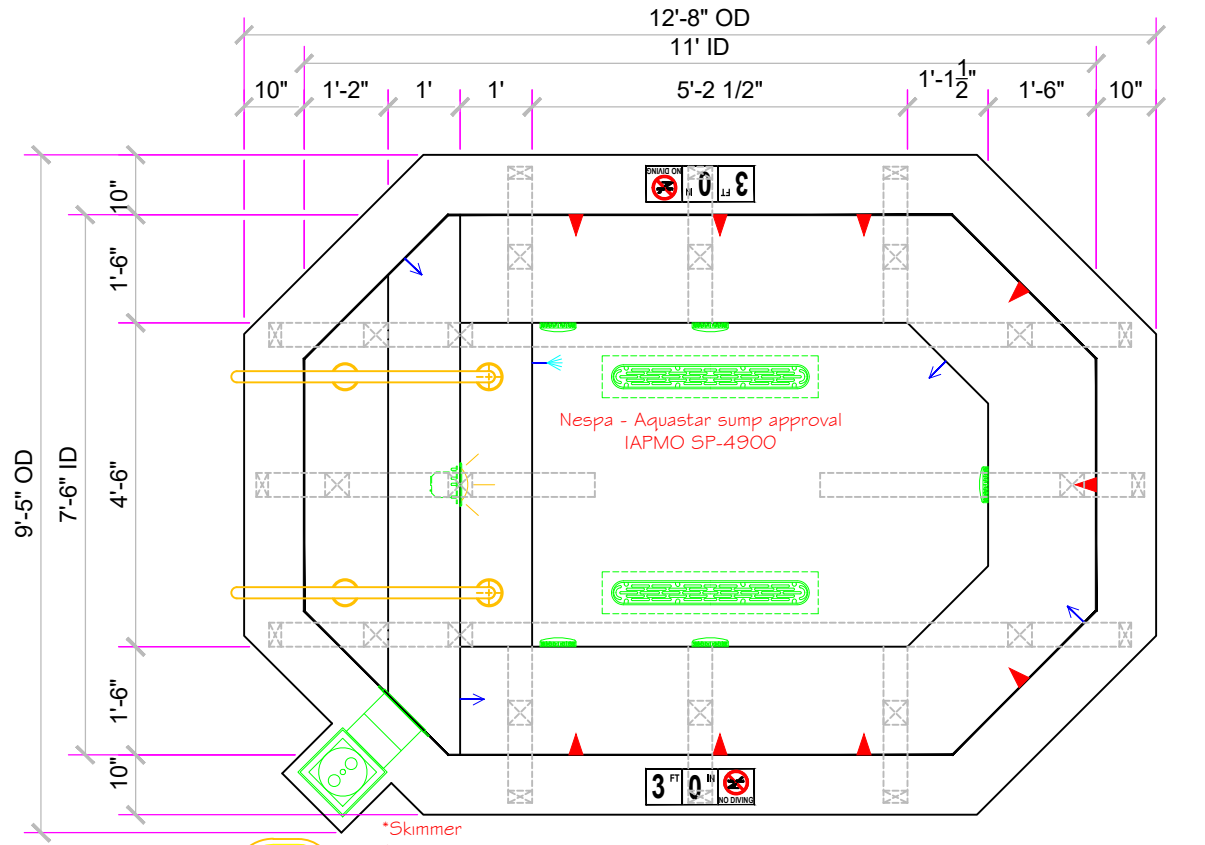 12'-8" OD
11' ID
10" 1'-2" 1' 1' 5'-2 1/2" 1'-1 1/2" 1'-6" 10"
9'-5" OD
7'-6" ID
10"
1'-6"
4'-6"
1'-6"
10"
3 FT 0 IN NO DIVING
Nespa - Aquastar sump approval
IAPMO SP-4900
3 FT 0 IN NO DIVING
*Skimmer